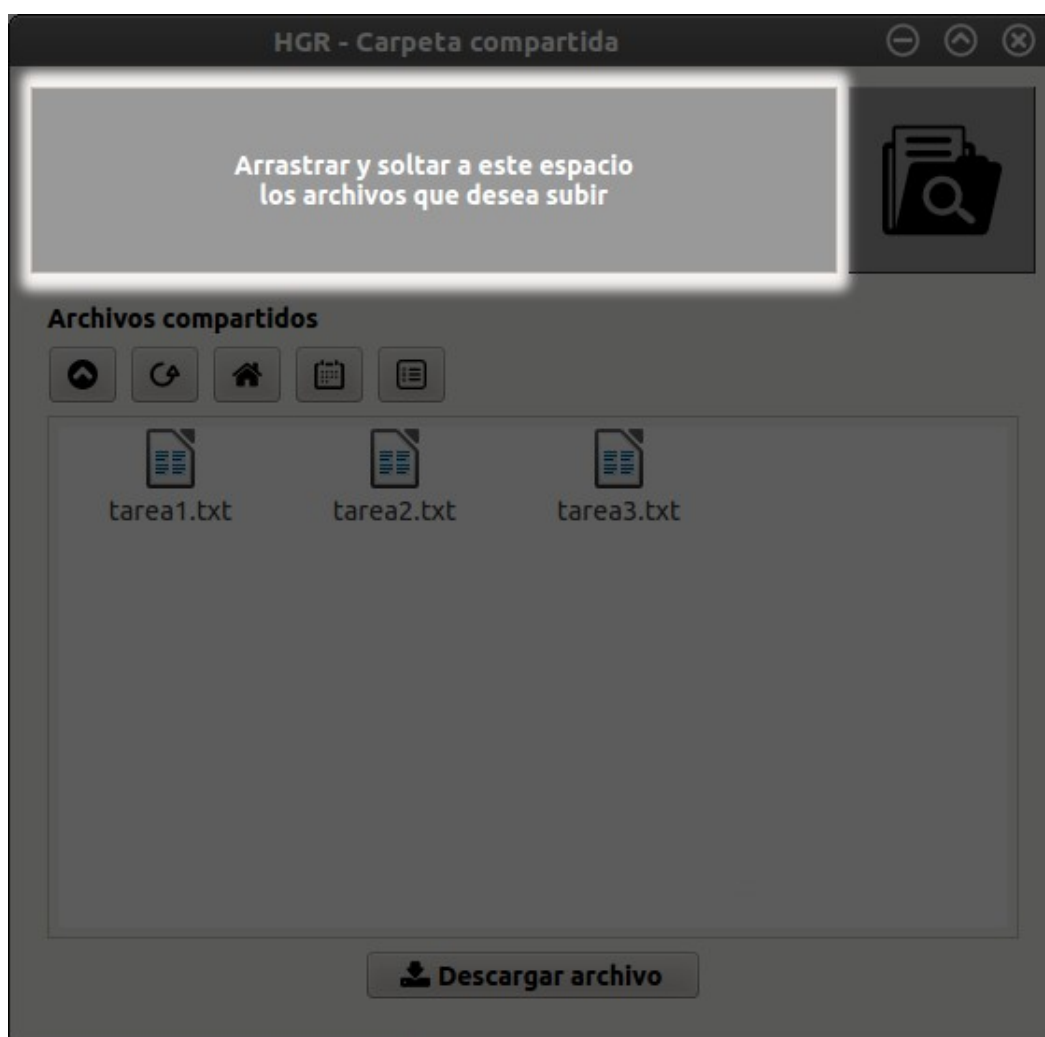 HGR - Carpeta compartida
Arrastrar y soltar a este espacio
los archivos que desea subir
Archivos compartidos
tarea1.txt tarea2.txt tarea3.txt
Descargar archivo